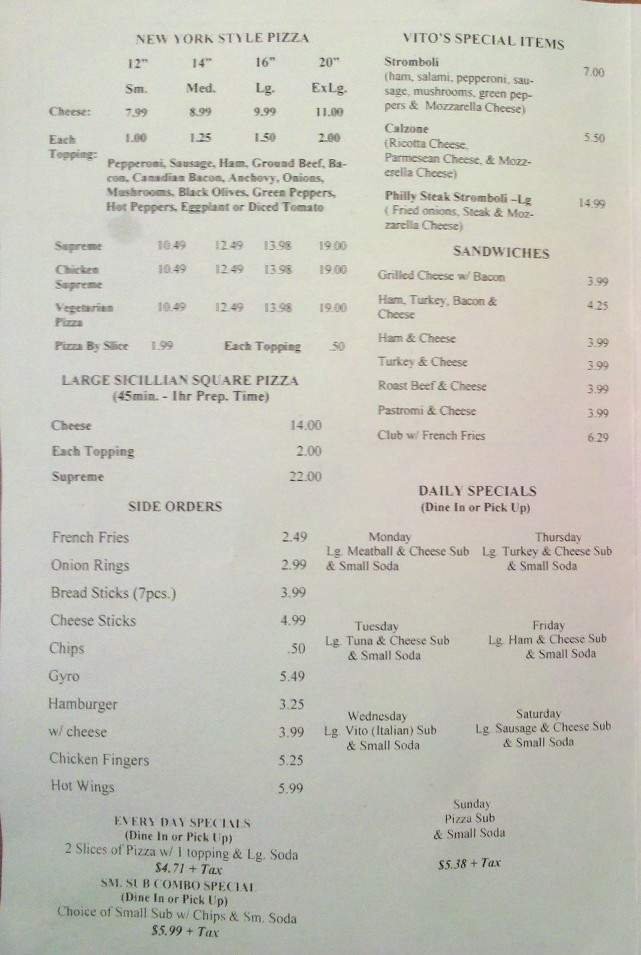 NEW YORK STYLE PIZZA
12” 14” 16” 20”
Sm. Med. Lg. ExLg.
Cheese: 7.99 8.99 9.99 11.00
Each 1.00 1.25 1.50 2.00
Topping:
Pepperoni, Sausage, Ham, Ground Beef, Ba-
con, Canadian Bacon, Anchovy, Onions,
Mushrooms, Black Olives, Green Peppers,
Hot Peppers, Eggplant or Diced Tomato
Supreme 10.49 12.49 13.98 19.00
Chicken 10.49 12.49 13.98 19.00
Supreme
Vegetarian 10.49 12.49 13.98 19.00
Pizza
Pizza By Slice 1.99 Each Topping .50
LARGE SICILLIAN SQUARE PIZZA
(45min. - 1hr Prep. Time)
Cheese 14.00
Each Topping 2.00
Supreme 22.00
SIDE ORDERS
French Fries 2.49
Onion Rings 2.99
Bread Sticks (7pcs.) 3.99
Cheese Sticks 4.99
Chips .50
Gyro 5.49
Hamburger 3.25
w/ cheese 3.99
Chicken Fingers 5.25
Hot Wings 5.99
EVERY DAY SPECIALS
(Dine In or Pick Up)
2 Slices of Pizza w/ 1 topping & Lg. Soda
$4.71 + Tax
SM. SUB COMBO SPECIAL
(Dine In or Pick Up)
Choice of Small Sub w/ Chips & Sm. Soda
$5.99 + Tax
VITO'S SPECIAL ITEMS
Stromboli 7.00
(ham, salami, pepperoni, sau-
sage, mushrooms, green pep-
pers & Mozzarella Cheese)
Calzone 5.50
(Ricotta Cheese,
Parmesean Cheese, & Mozz-
erella Cheese)
Philly Steak Stromboli –Lg 14.99
( Fried onions, Steak & Moz-
zarella Cheese)
SANDWICHES
Grilled Cheese w/ Bacon 3.99
Ham, Turkey, Bacon & 4.25
Cheese
Ham & Cheese 3.99
Turkey & Cheese 3.99
Roast Beef & Cheese 3.99
Pastromi & Cheese 3.99
Club w/ French Fries 6.29
DAILY SPECIALS
(Dine In or Pick Up)
Monday
Lg. Meatball & Cheese Sub
& Small Soda
Tuesday
Lg. Tuna & Cheese Sub
& Small Soda
Wednesday
Lg. Vito (Italian) Sub
& Small Soda
Thursday
Lg. Turkey & Cheese Sub
& Small Soda
Friday
Lg. Ham & Cheese Sub
& Small Soda
Saturday
Lg. Sausage & Cheese Sub
& Small Soda
Sunday
Pizza Sub
& Small Soda
$5.38 + Tax